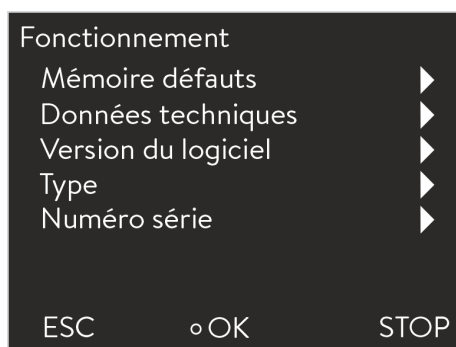 Fonctionnement
Mémoire défauts
Données techniques
Version du logiciel
Type
Numéro série
ESC OK STOP